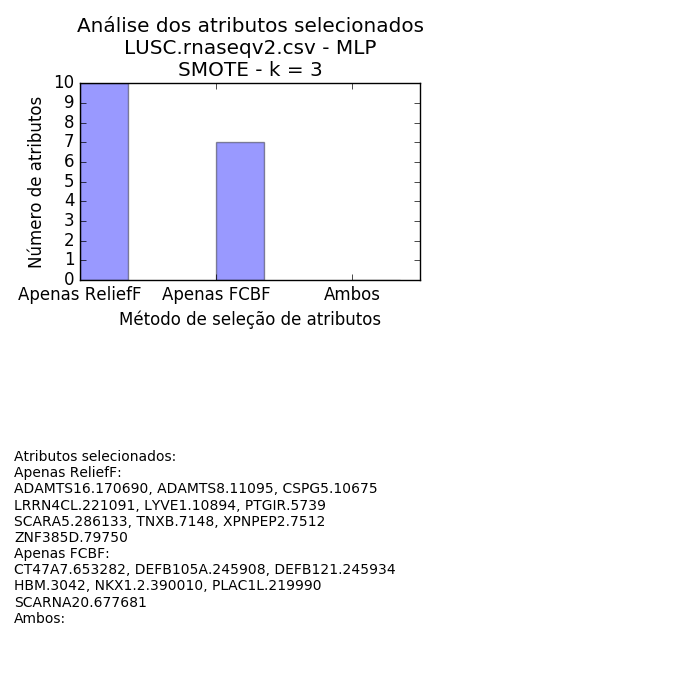 Análise dos atributos selecionados
LUSC.rnaseqv2.csv - MLP
SMOTE - k = 3
10
9
8
7
6
5
4
3
2
1
0
Número de atributos
Apenas ReliefF Apenas FCBF Ambos
Método de seleção de atributos
Atributos selecionados:
Apenas ReliefF:
ADAMTS16.170690, ADAMTS8.11095, CSPG5.10675
LRRN4CL.221091, LYVE1.10894, PTGIR.5739
SCARA5.286133, TNXB.7148, XPNPEP2.7512
ZNF385D.79750
Apenas FCBF:
CT47A7.653282, DEFB105A.245908, DEFB121.245934
HBM.3042, NKX1.2.390010, PLAC1L.219990
SCARNA20.677681
Ambos: